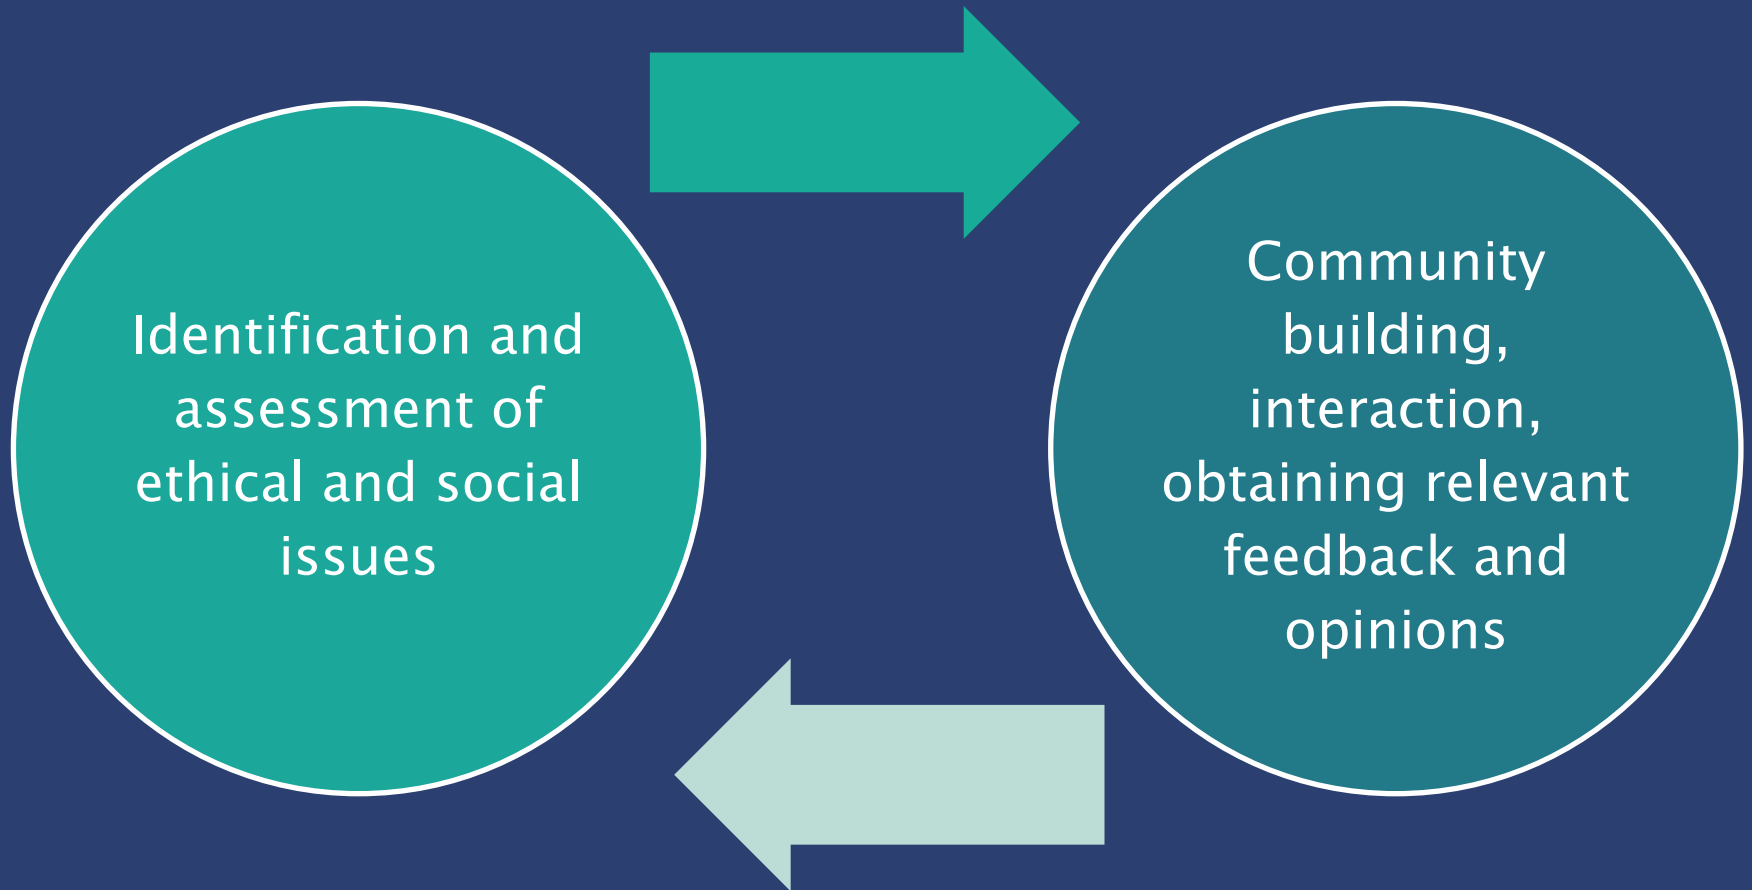 Identification and
assessment of
ethical and social
issues
Community
building,
interaction,
obtaining relevant
feedback and
opinions